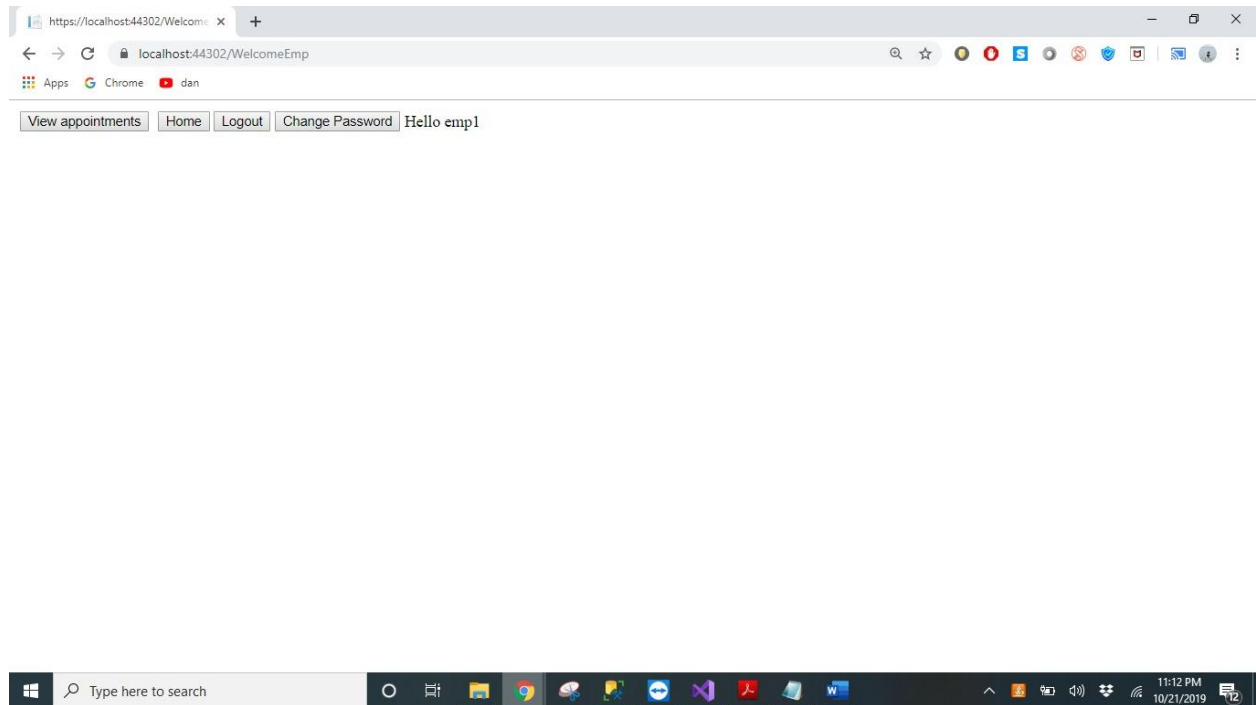 https://localhost:44302/Welcome
localhost:44302/WelcomeEmp
Apps Chrome dan
View appointments Home Logout Change Password Hello emp1
Type here to search
11:12 PM
10/21/2019
12